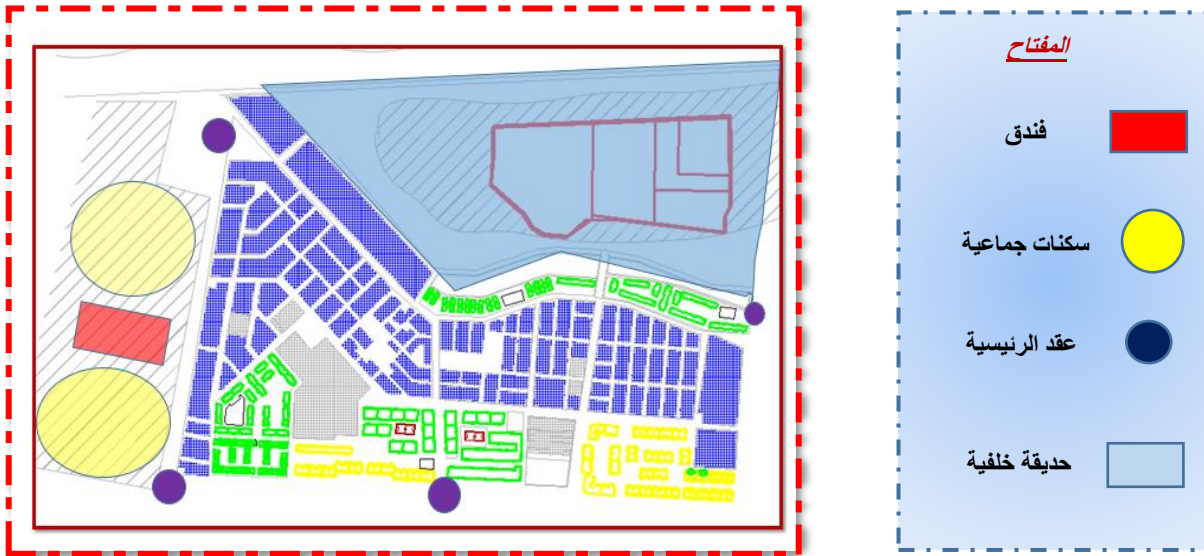 المفتاح
فندق
سكنات جماعية
عقد الرئيسية
حديقة خلفية